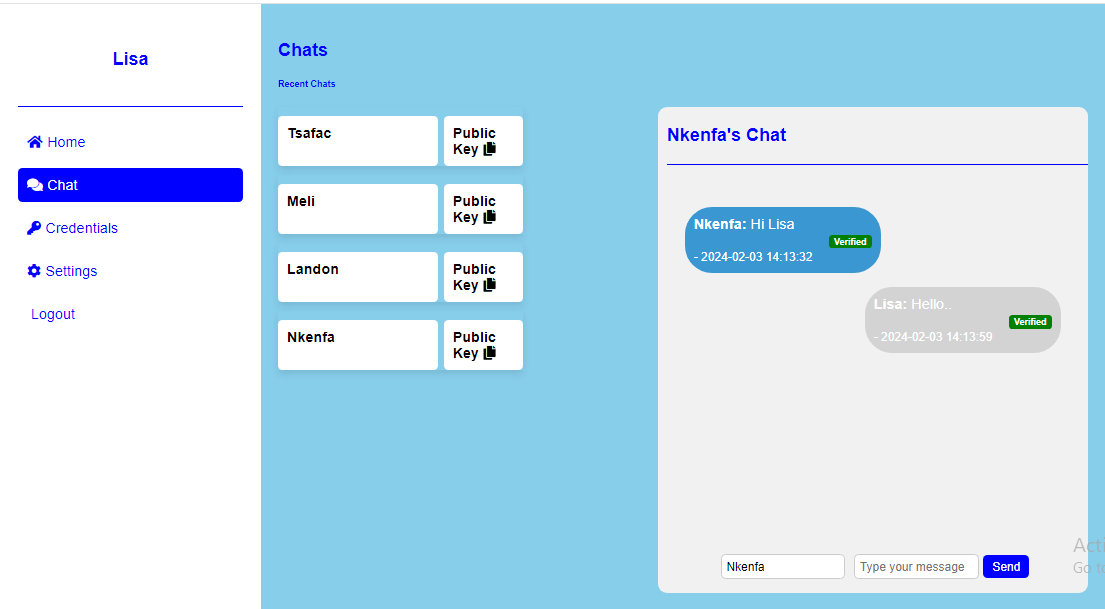 Lisa
Home
Chat
Credentials
Settings
Logout
Chats
Recent Chats
Tsafac
Public
Key
Meli
Public
Key
Landon
Public
Key
Nkenfa
Public
Key
Nkenfa's Chat
Nkenfa: Hi Lisa
Verified
- 2024-02-03 14:13:32
Lisa: Hello..
Verified
- 2024-02-03 14:13:59
Nkenfa
Type your message
Send
Go to